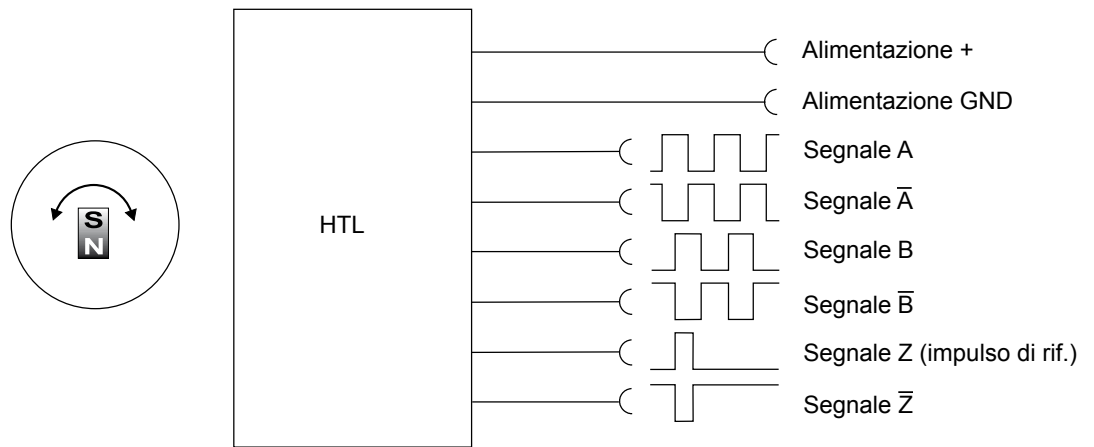 Alimentazione +
Alimentazione GND
Segnale A
Segnale A̅
Segnale B
Segnale B̅
Segnale Z (impulso di rif.)
Segnale Z̅
HTL
S
N